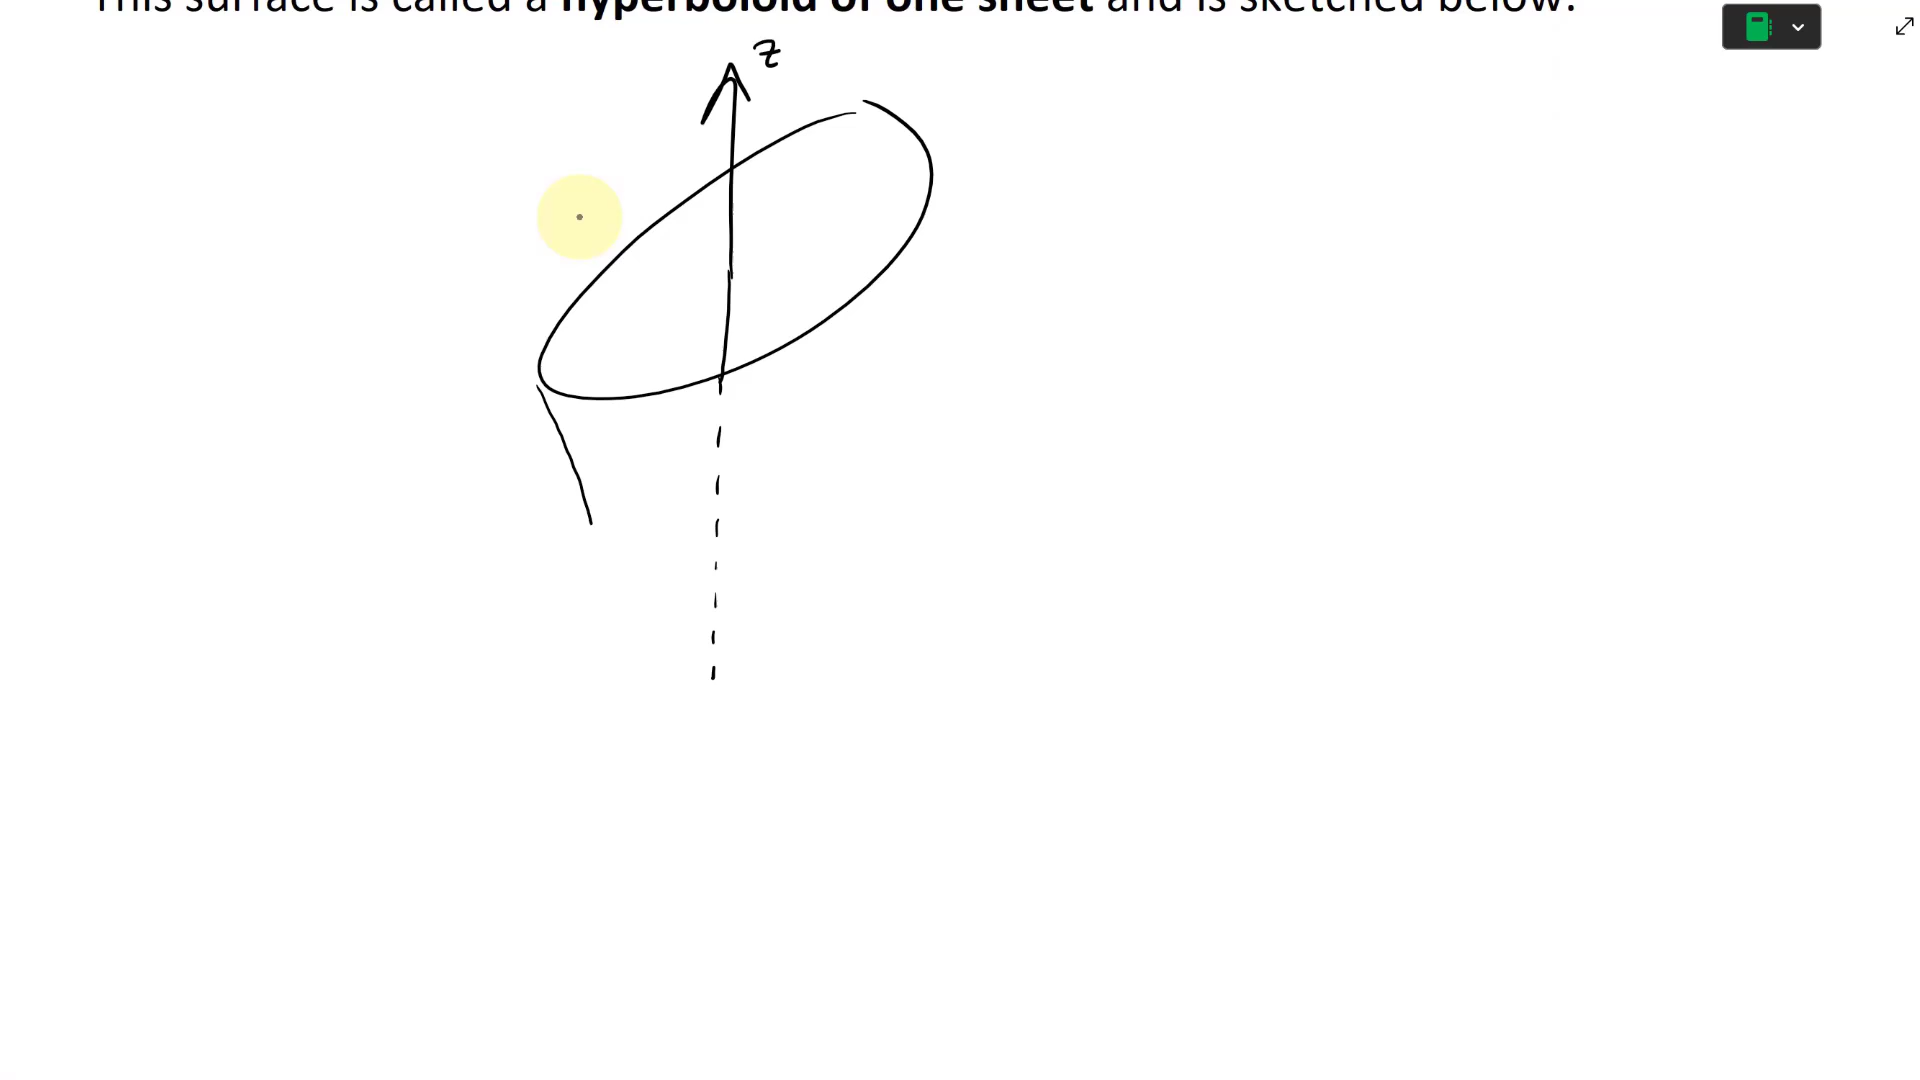 This surface is called a hyperboloid of one sheet and is sketched below.
z